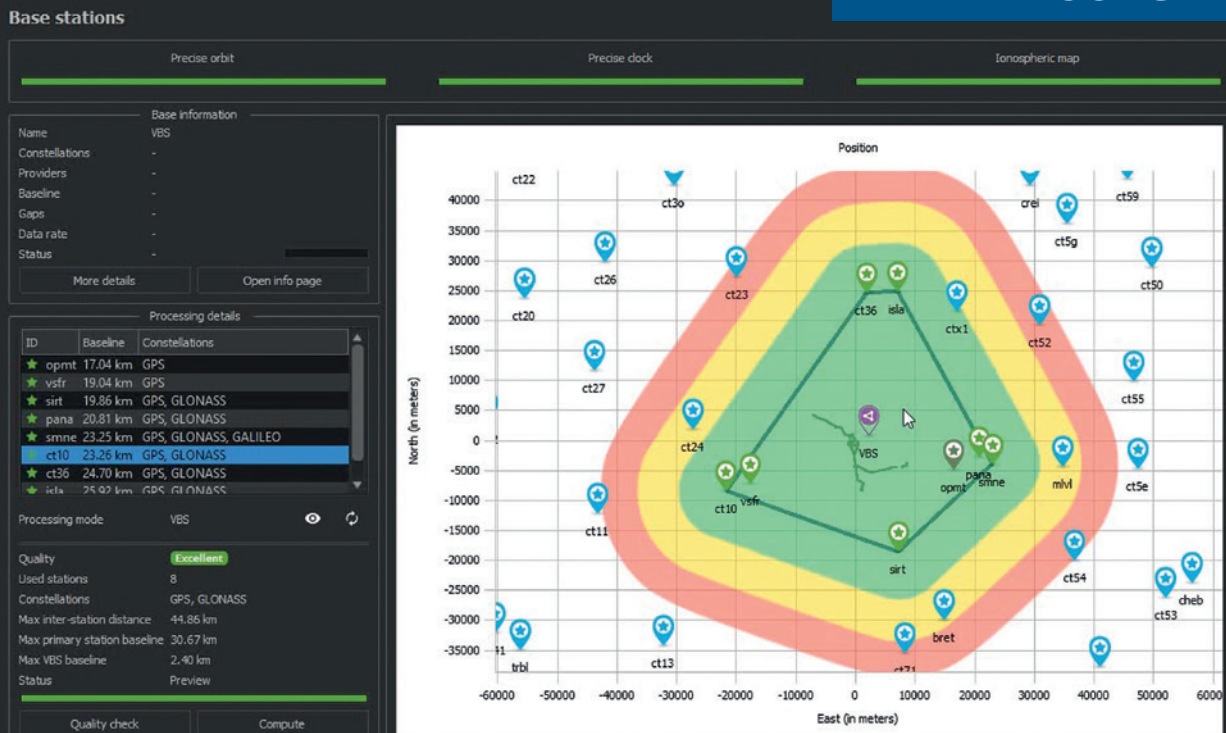 Base stations
Precise orbit
Precise clock
Ionospheric map
Base information
Name VBS
Constellations -
Providers -
Baseline -
Gaps -
Data rate -
Status -
More details
Open info page
Processing details
ID Baseline Constellations
opmt 17.04 km GPS
vsfr 19.04 km GPS
sirt 19.86 km GPS, GLONASS
pana 20.81 km GPS, GLONASS
smne 23.25 km GPS, GLONASS, GALILEO
ct10 23.26 km GPS, GLONASS
ct36 24.70 km GPS, GLONASS
isla 25.92 km GPS, GLONASS
Processing mode VBS
Quality Excellent
Used stations 8
Constellations GPS, GLONASS
Max inter-station distance 44.86 km
Max primary station baseline 30.67 km
Max VBS baseline 2.40 km
Status Preview
Quality check
Compute
Position
North (in meters)
40000
35000
30000
25000
20000
15000
10000
5000
0
-5000
-10000
-15000
-20000
-25000
-30000
-35000
ct22
ct3o
crel
ct59
ct5g
ct26
ct23
ct50
ct20
ct36
isla
ctx1
ct52
ct27
ct55
ct24
VBS
ct10
vsfr
opmt
pana
smne
mlvl
ct5e
ct11
sirt
ct54
ct53
cheb
bret
trbl
ct13
ct71
-60000 -50000 -40000 -30000 -20000 -10000 0 10000 20000 30000 40000 50000
East (in meters)